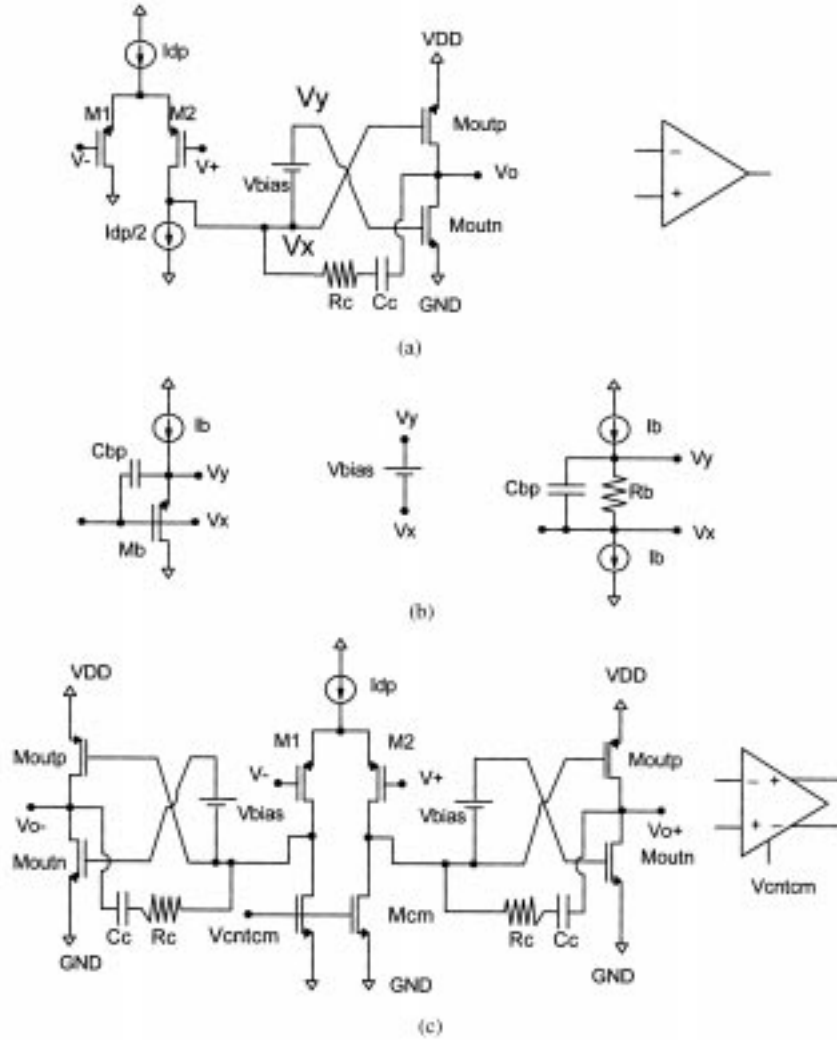 Idp
VDD
M1
M2
Vy
Moutp
V-
V+
Vbias
Vo
Idp/2
Vx
Moutn
Rc
Cc
GND
−
+
(a)
Ib
Cbp
Vy
Vx
Mb
Vy
Vbias
Vx
Ib
Vy
Cbp
Rb
Vx
Ib
(b)
VDD
Idp
VDD
M1
M2
Moutp
Moutp
V-
V+
Vbias
Vbias
Vo-
Vo+
Moutn
Moutn
− +
+ −
Cc
Rc
Vcntcm
Mcm
Rc
Cc
Vcntcm
GND
GND
GND
(c)